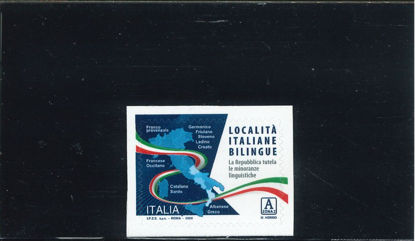 Franco
provenzale
Germanico
Friulano
Sloveno
Ladino
Croato
LOCALITÀ
ITALIANE
BILINGUE
La Repubblica tutela
le minoranze
linguistiche
Francese
Occitano
Catalano
Sardo
Albanese
Greco
ITALIA
A
ZONA